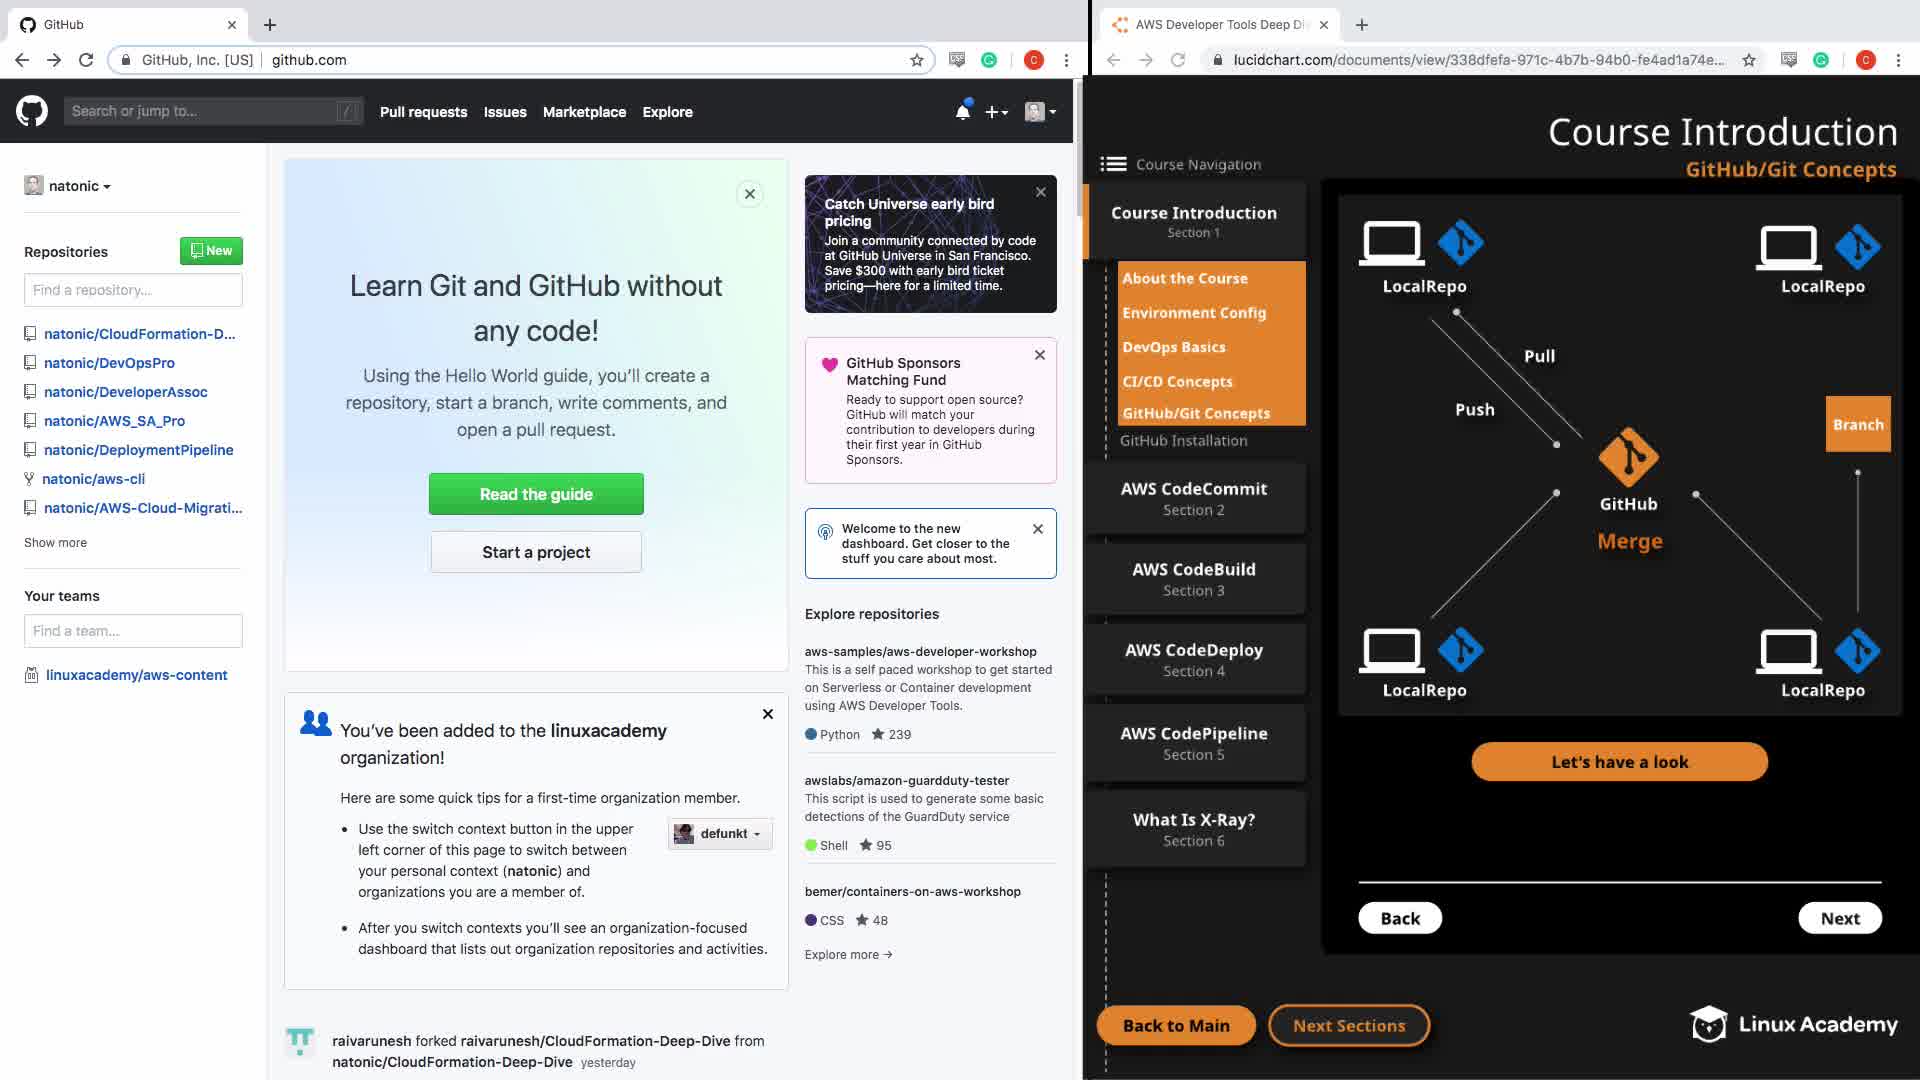 GitHub
GitHub, Inc. [US] | github.com
Search or jump to...
/
Pull requests
Issues
Marketplace
Explore
natonic
Repositories
New
Find a repository...
natonic/CloudFormation-D...
natonic/DevOpsPro
natonic/DeveloperAssoc
natonic/AWS_SA_Pro
natonic/DeploymentPipeline
natonic/aws-cli
natonic/AWS-Cloud-Migrati...
Show more
Your teams
Find a team...
linuxacademy/aws-content
Learn Git and GitHub without
any code!
Using the Hello World guide, you'll create a
repository, start a branch, write comments, and
open a pull request.
Read the guide
Start a project
You've been added to the linuxacademy
organization!
Here are some quick tips for a first-time organization member.
Use the switch context button in the upper
left corner of this page to switch between
your personal context (natonic) and
organizations you are a member of.
defunkt
After you switch contexts you'll see an organization-focused
dashboard that lists out organization repositories and activities.
raivarunesh forked raivarunesh/CloudFormation-Deep-Dive from
natonic/CloudFormation-Deep-Dive yesterday
Catch Universe early bird
pricing
Join a community connected by code
at GitHub Universe in San Francisco.
Save $300 with early bird ticket
pricing—here for a limited time.
GitHub Sponsors
Matching Fund
Ready to support open source?
GitHub will match your
contribution to developers during
their first year in GitHub
Sponsors.
Welcome to the new
dashboard. Get closer to the
stuff you care about most.
Explore repositories
aws-samples/aws-developer-workshop
This is a self paced workshop to get started
on Serverless or Container development
using AWS Developer Tools.
Python 239
awslabs/amazon-guardduty-tester
This script is used to generate some basic
detections of the GuardDuty service
Shell 95
bemer/containers-on-aws-workshop
CSS 48
Explore more →
AWS Developer Tools Deep Di
lucidchart.com/documents/view/338dfefa-971c-4b7b-94b0-fe4ad1a74e...
C
C
Course Introduction
GitHub/Git Concepts
Course Navigation
Course Introduction
Section 1
About the Course
Environment Config
DevOps Basics
CI/CD Concepts
GitHub/Git Concepts
GitHub Installation
AWS CodeCommit
Section 2
AWS CodeBuild
Section 3
AWS CodeDeploy
Section 4
AWS CodePipeline
Section 5
What Is X-Ray?
Section 6
LocalRepo
LocalRepo
Pull
Push
Branch
GitHub
Merge
LocalRepo
LocalRepo
Let's have a look
Back
Next
Back to Main
Next Sections
Linux Academy